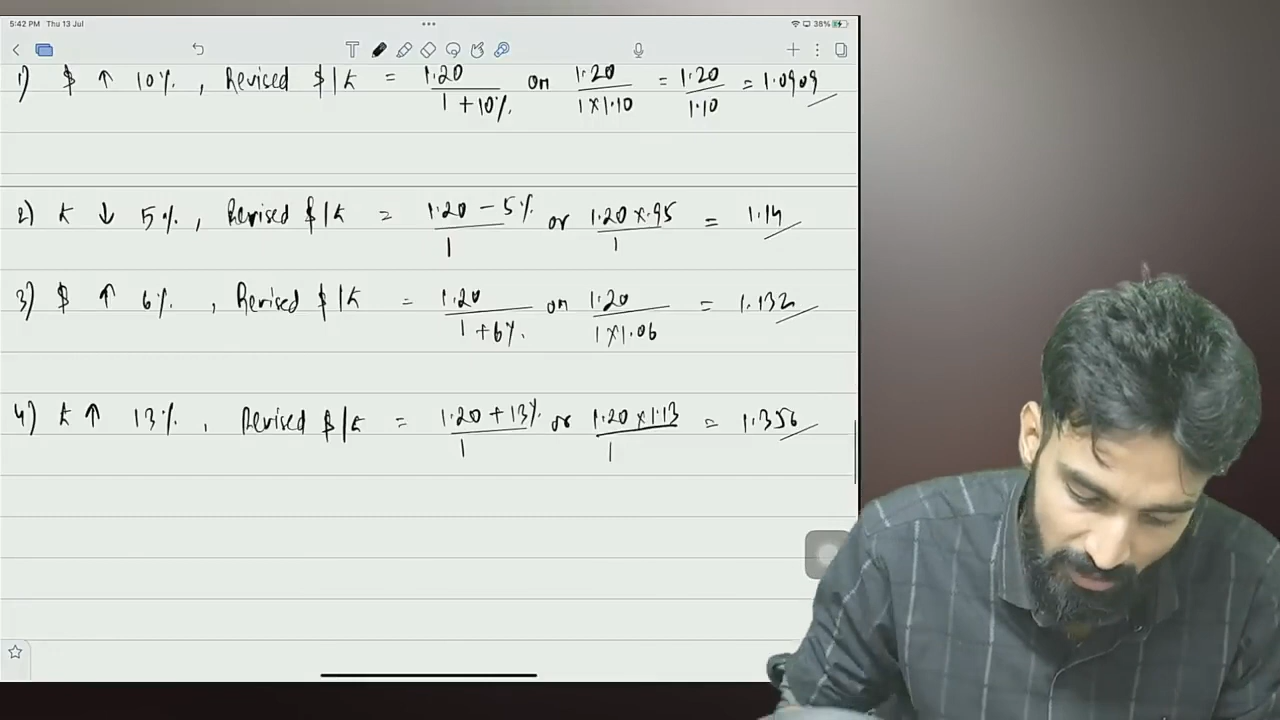 5:42 PM Thu 13 Jul
38%
1) $ ↑ 10%. , Revised $/£ = 1.20 / 1 + 10%. or 1.20 / 1 x 1.10 = 1.20 / 1.10 = 1.0909
2) £ ↓ 5%. , Revised $/£ = 1.20 - 5%. / 1 or 1.20 x .95 / 1 = 1.14
3) $ ↑ 6%. , Revised $/£ = 1.20 / 1 + 6%. or 1.20 / 1 x 1.06 = 1.132
4) £ ↑ 13%. , Revised $/£ = 1.20 + 13%. / 1 or 1.20 x 1.13 / 1 = 1.356